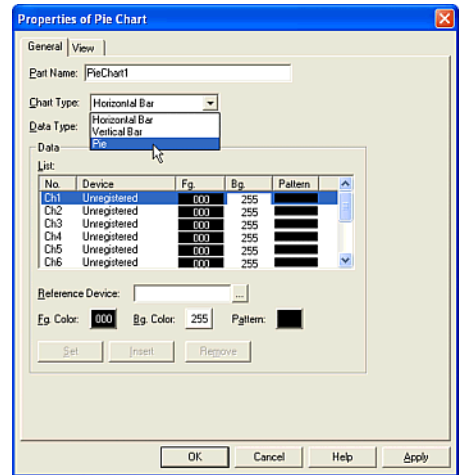 Properties of Pie Chart
General View
Part Name: PieChart1
Chart Type: Horizontal Bar
Horizontal Bar
Vertical Bar
Pie
Data Type:
Data
List:
No. Device Fg. Bg. Pattern
Ch1 Unregistered 000 255
Ch2 Unregistered 000 255
Ch3 Unregistered 000 255
Ch4 Unregistered 000 255
Ch5 Unregistered 000 255
Ch6 Unregistered 000 255
Reference Device: ...
Fg. Color: 000 Bg. Color: 255 Pattern:
Set Insert Remove
OK Cancel Help Apply